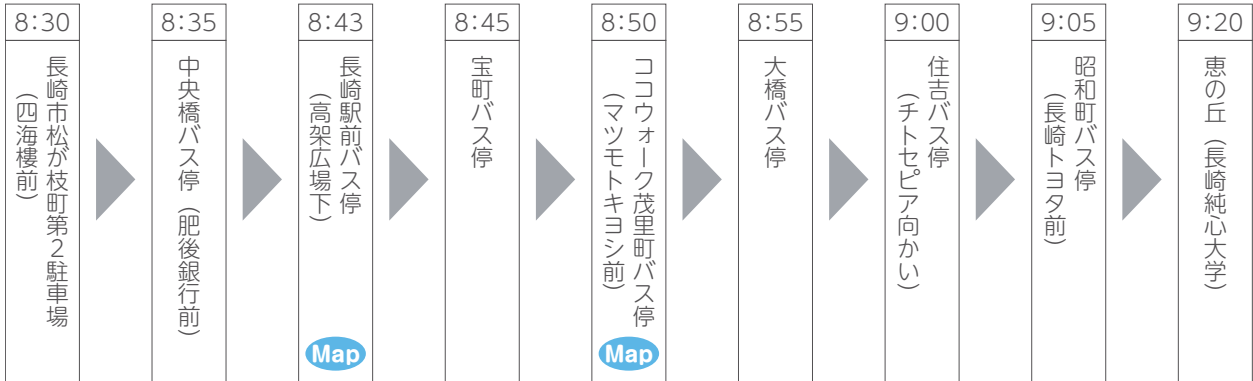 8:30
長崎市松が枝町第2駐車場
（四海樓前）
8:35
中央橋バス停（肥後銀行前）
8:43
長崎駅前バス停
（高架広場下）
Map
8:45
宝町バス停
8:50
ココウォーク茂里町バス停
（マツモトキヨシ前）
Map
8:55
大橋バス停
9:00
住吉バス停
（チトセピア向かい）
9:05
昭和町バス停
（長崎トヨタ前）
9:20
恵の丘（長崎純心大学）